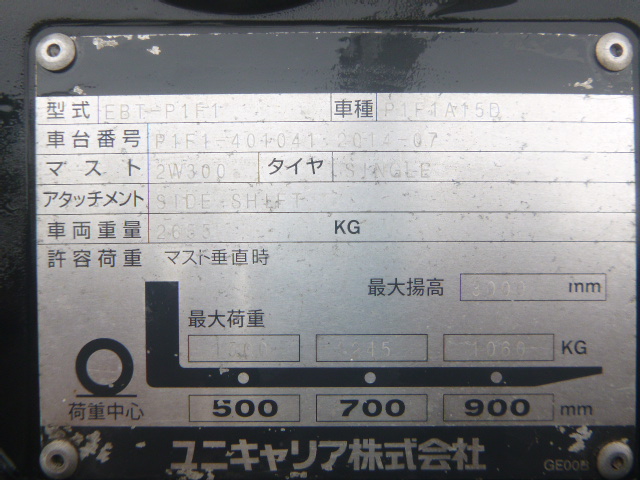 型式 EBT-P1F1 車種 P1F1A15D
車台番号 P1F1-401041 2014-07
マスト 2W300 タイヤ SINGLE
アタッチメント SIDE SHIFT
車両重量 KG
許容荷重 マスト垂直時
最大揚高 3000 mm
最大荷重
KG
荷重中心 500 700 900 mm
ユニキャリア株式会社